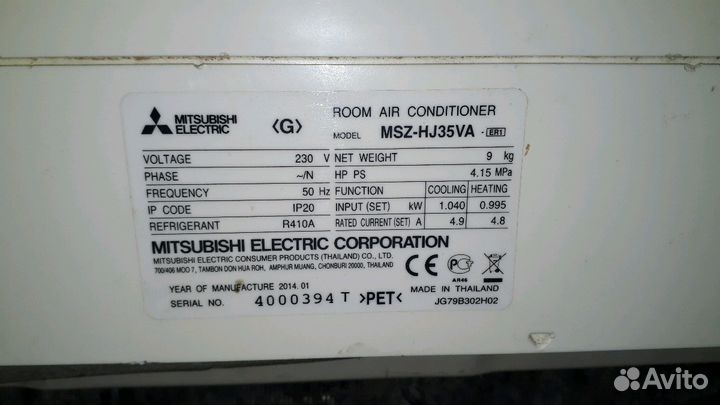 MITSUBISHI ELECTRIC
<G>
ROOM AIR CONDITIONER
MODEL MSZ-HJ35VA - ER1
VOLTAGE 230 V
NET WEIGHT 9 kg
PHASE ~/N
HP PS 4.15 MPa
FREQUENCY 50 Hz
FUNCTION COOLING HEATING
IP CODE IP20
INPUT (SET) kW 1.040 0.995
REFRIGERANT R410A
RATED CURRENT (SET) A 4.9 4.8
MITSUBISHI ELECTRIC CORPORATION
MITSUBISHI ELECTRIC CONSUMER PRODUCTS (THAILAND) CO., LTD.
700/406 MOO 7, TAMBON DON HUA ROH, AMPHUR MUANG, CHONBURI 20000, THAILAND
CE
АЯ46
YEAR OF MANUFACTURE 2014.01
MADE IN THAILAND
SERIAL NO. 4000394 T >PET<
JG79B302H02
Avito